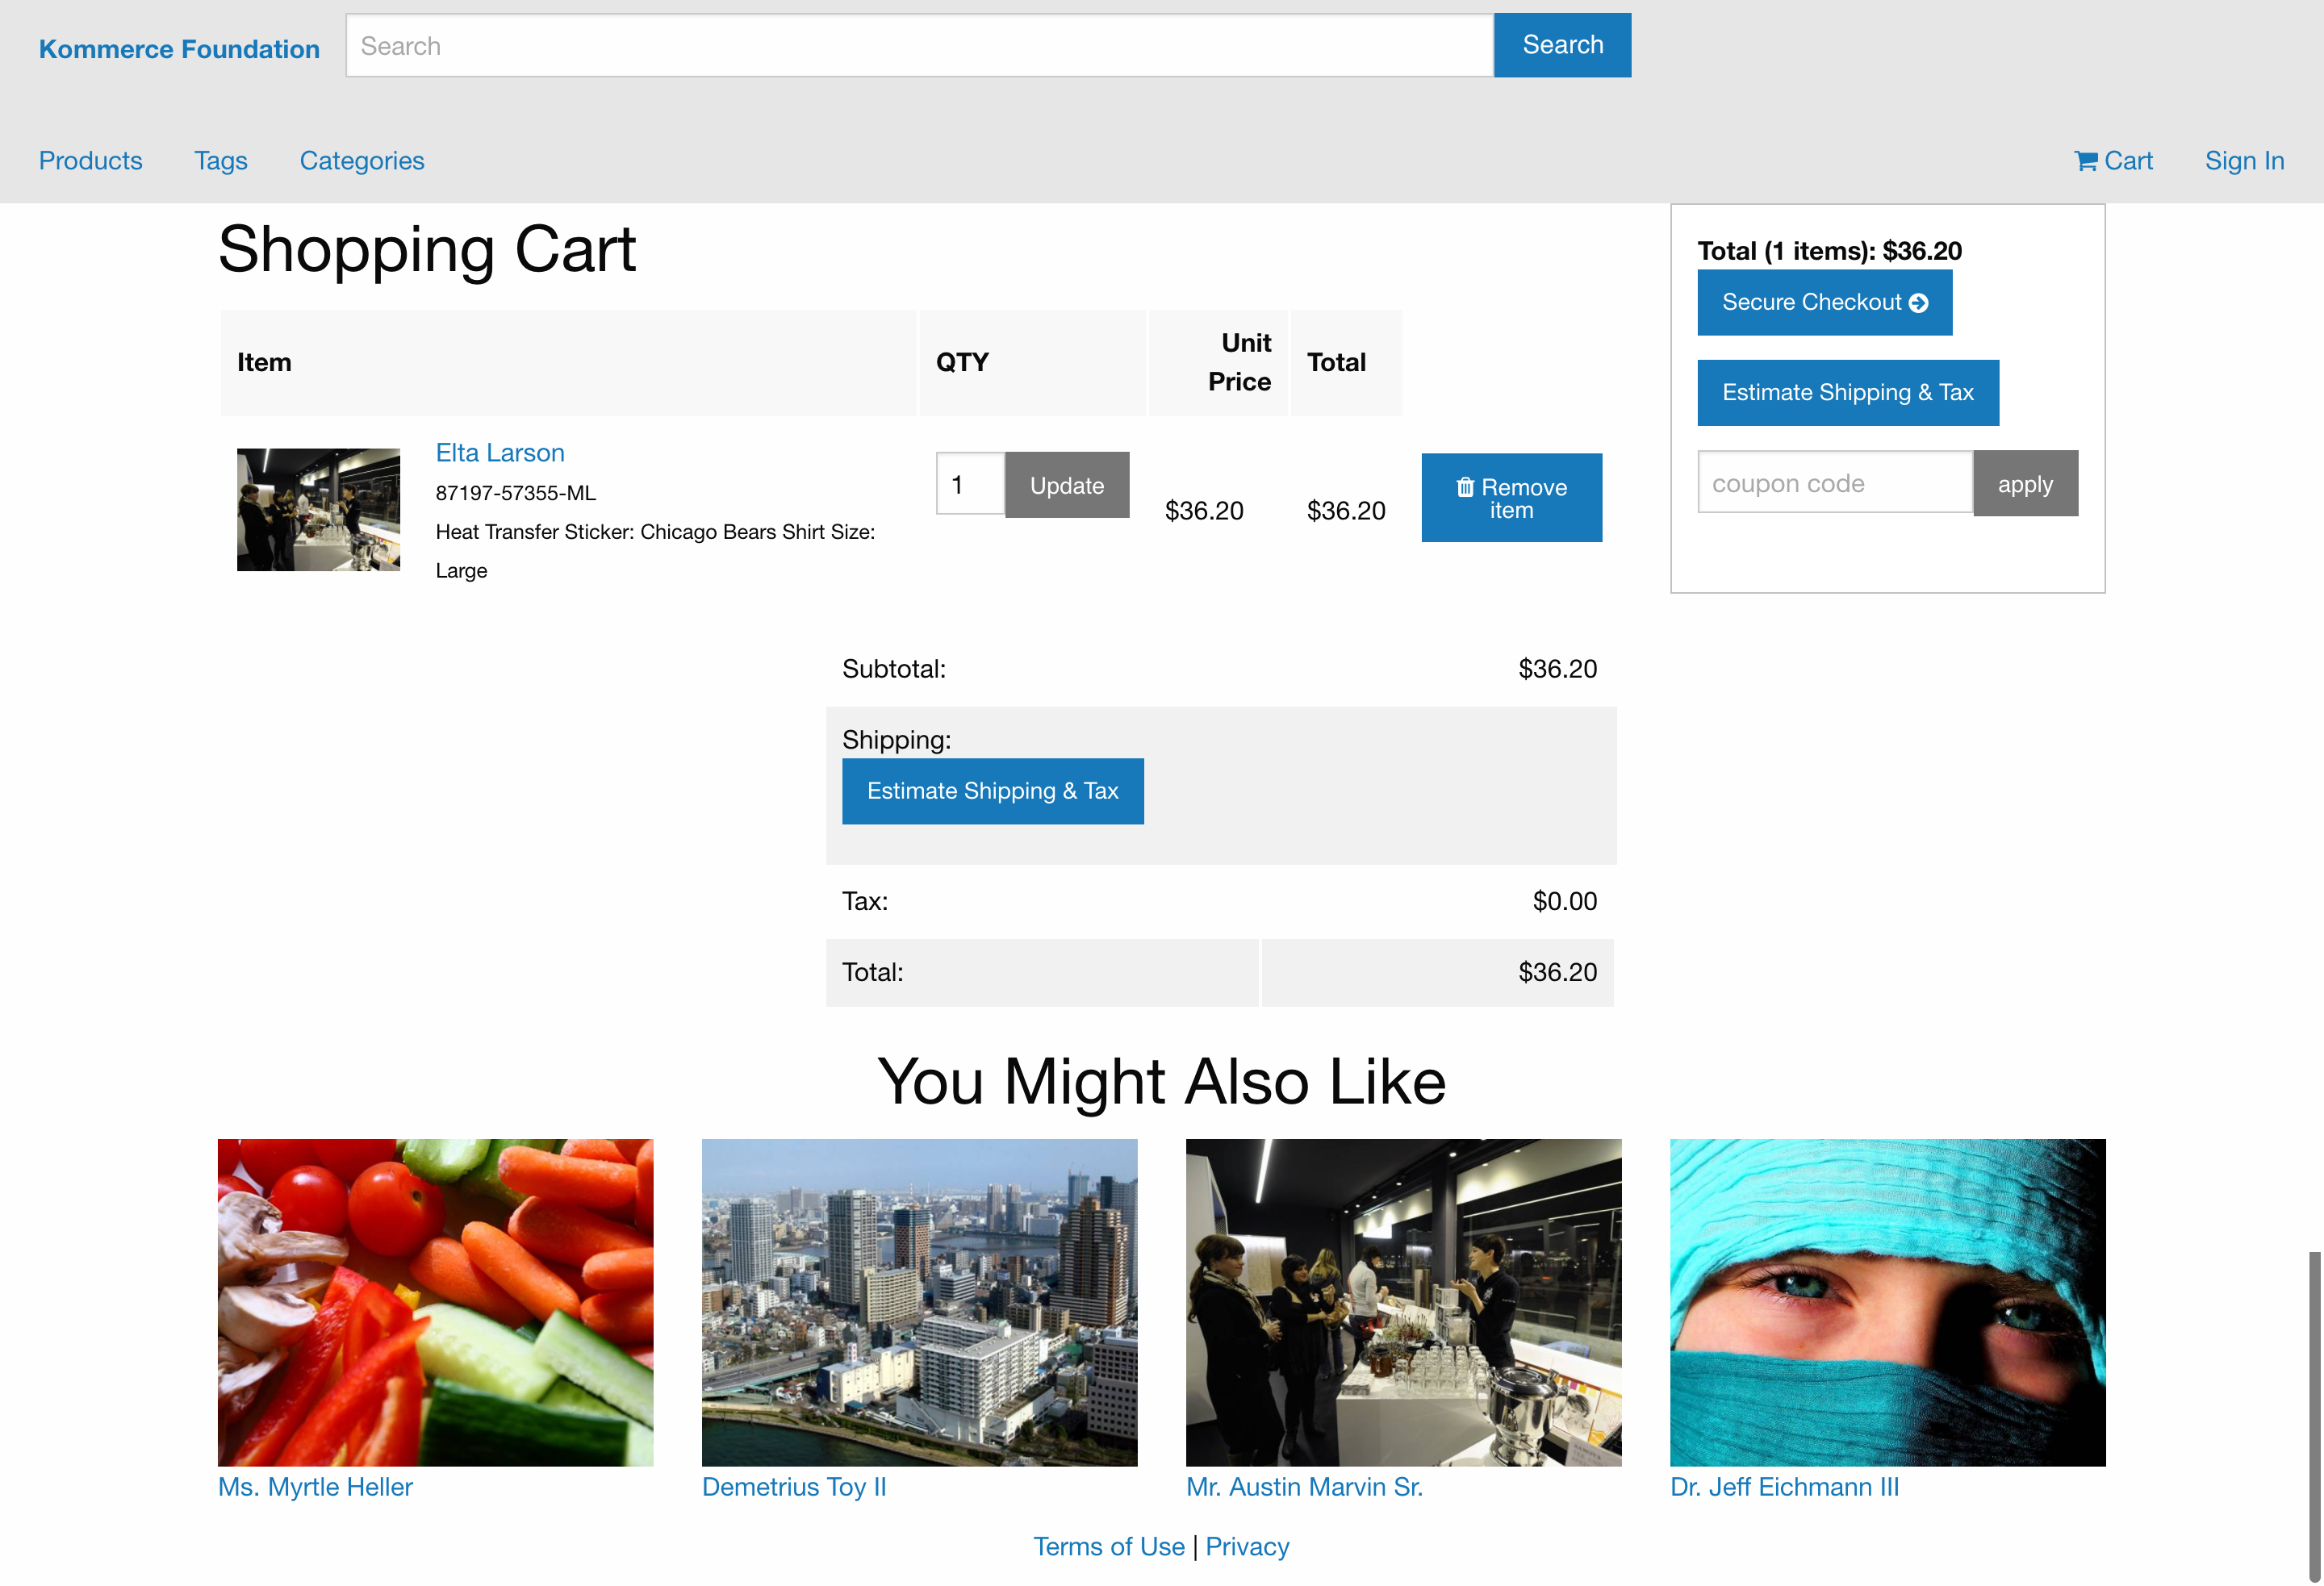 Kommerce Foundation
Search
Search
Products
Tags
Categories
Cart
Sign In
Shopping Cart
Item
QTY
Unit
Price
Total
Elta Larson
87197-57355-ML
Heat Transfer Sticker: Chicago Bears Shirt Size:
Large
1
Update
$36.20
$36.20
Remove
item
Total (1 items): $36.20
Secure Checkout
Estimate Shipping & Tax
coupon code
apply
Subtotal:
$36.20
Shipping:
Estimate Shipping & Tax
Tax:
$0.00
Total:
$36.20
You Might Also Like
Ms. Myrtle Heller
Demetrius Toy II
Mr. Austin Marvin Sr.
Dr. Jeff Eichmann III
Terms of Use | Privacy